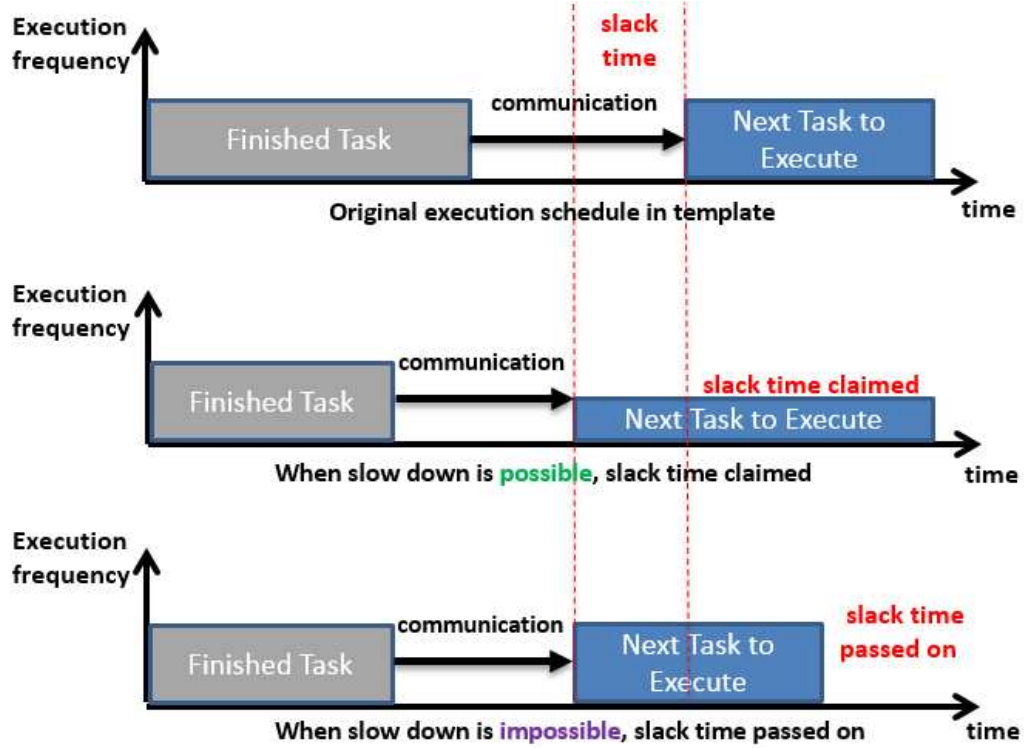 Execution
frequency
slack
time
communication
Finished Task
Next Task to
Execute
time
Original execution schedule in template
Execution
frequency
communication
slack time claimed
Finished Task
Next Task to Execute
time
When slow down is possible, slack time claimed
Execution
frequency
communication
slack time
passed on
Finished Task
Next Task to
Execute
time
When slow down is impossible, slack time passed on